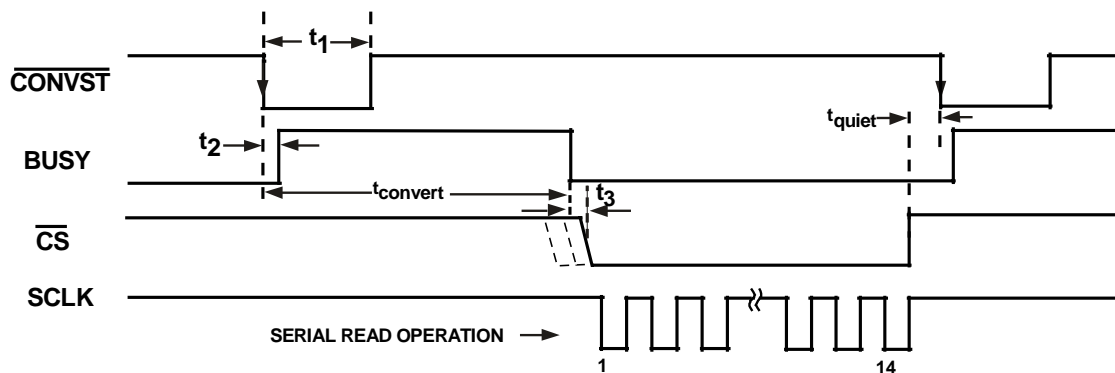 t1
CONVST
tquiet
t2
BUSY
tconvert
t3
CS
SCLK
SERIAL READ OPERATION
1
14